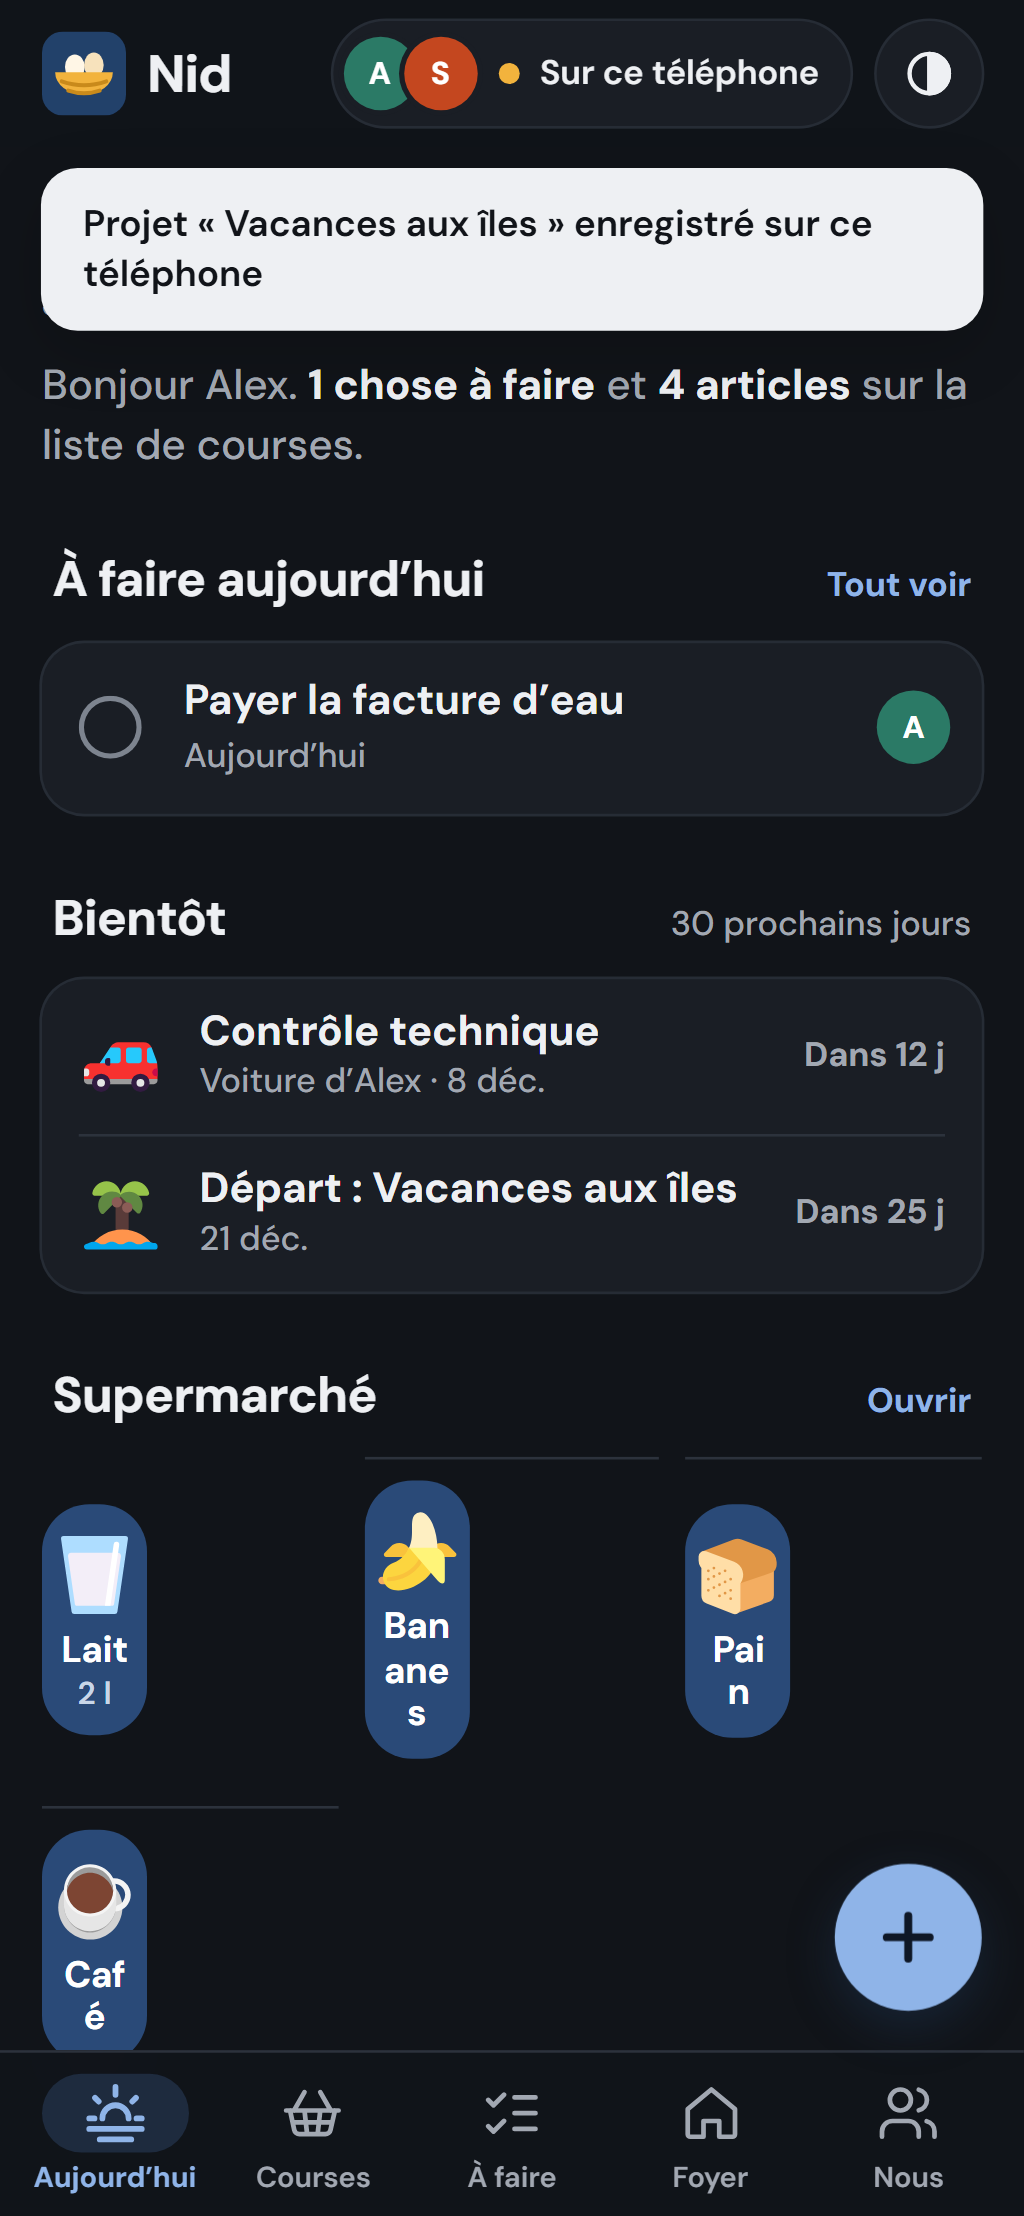 Nid
A
S
Sur ce téléphone
Projet « Vacances aux îles » enregistré sur ce
téléphone
Bonjour Alex. 1 chose à faire et 4 articles sur la
liste de courses.
À faire aujourd’hui
Tout voir
Payer la facture d’eau
Aujourd’hui
A
Bientôt
30 prochains jours
Contrôle technique
Voiture d’Alex · 8 déc.
Dans 12 j
Départ : Vacances aux îles
21 déc.
Dans 25 j
Supermarché
Ouvrir
Lait
2 l
Ban
ane
s
Pai
n
Caf
é
Aujourd’hui
Courses
À faire
Foyer
Nous